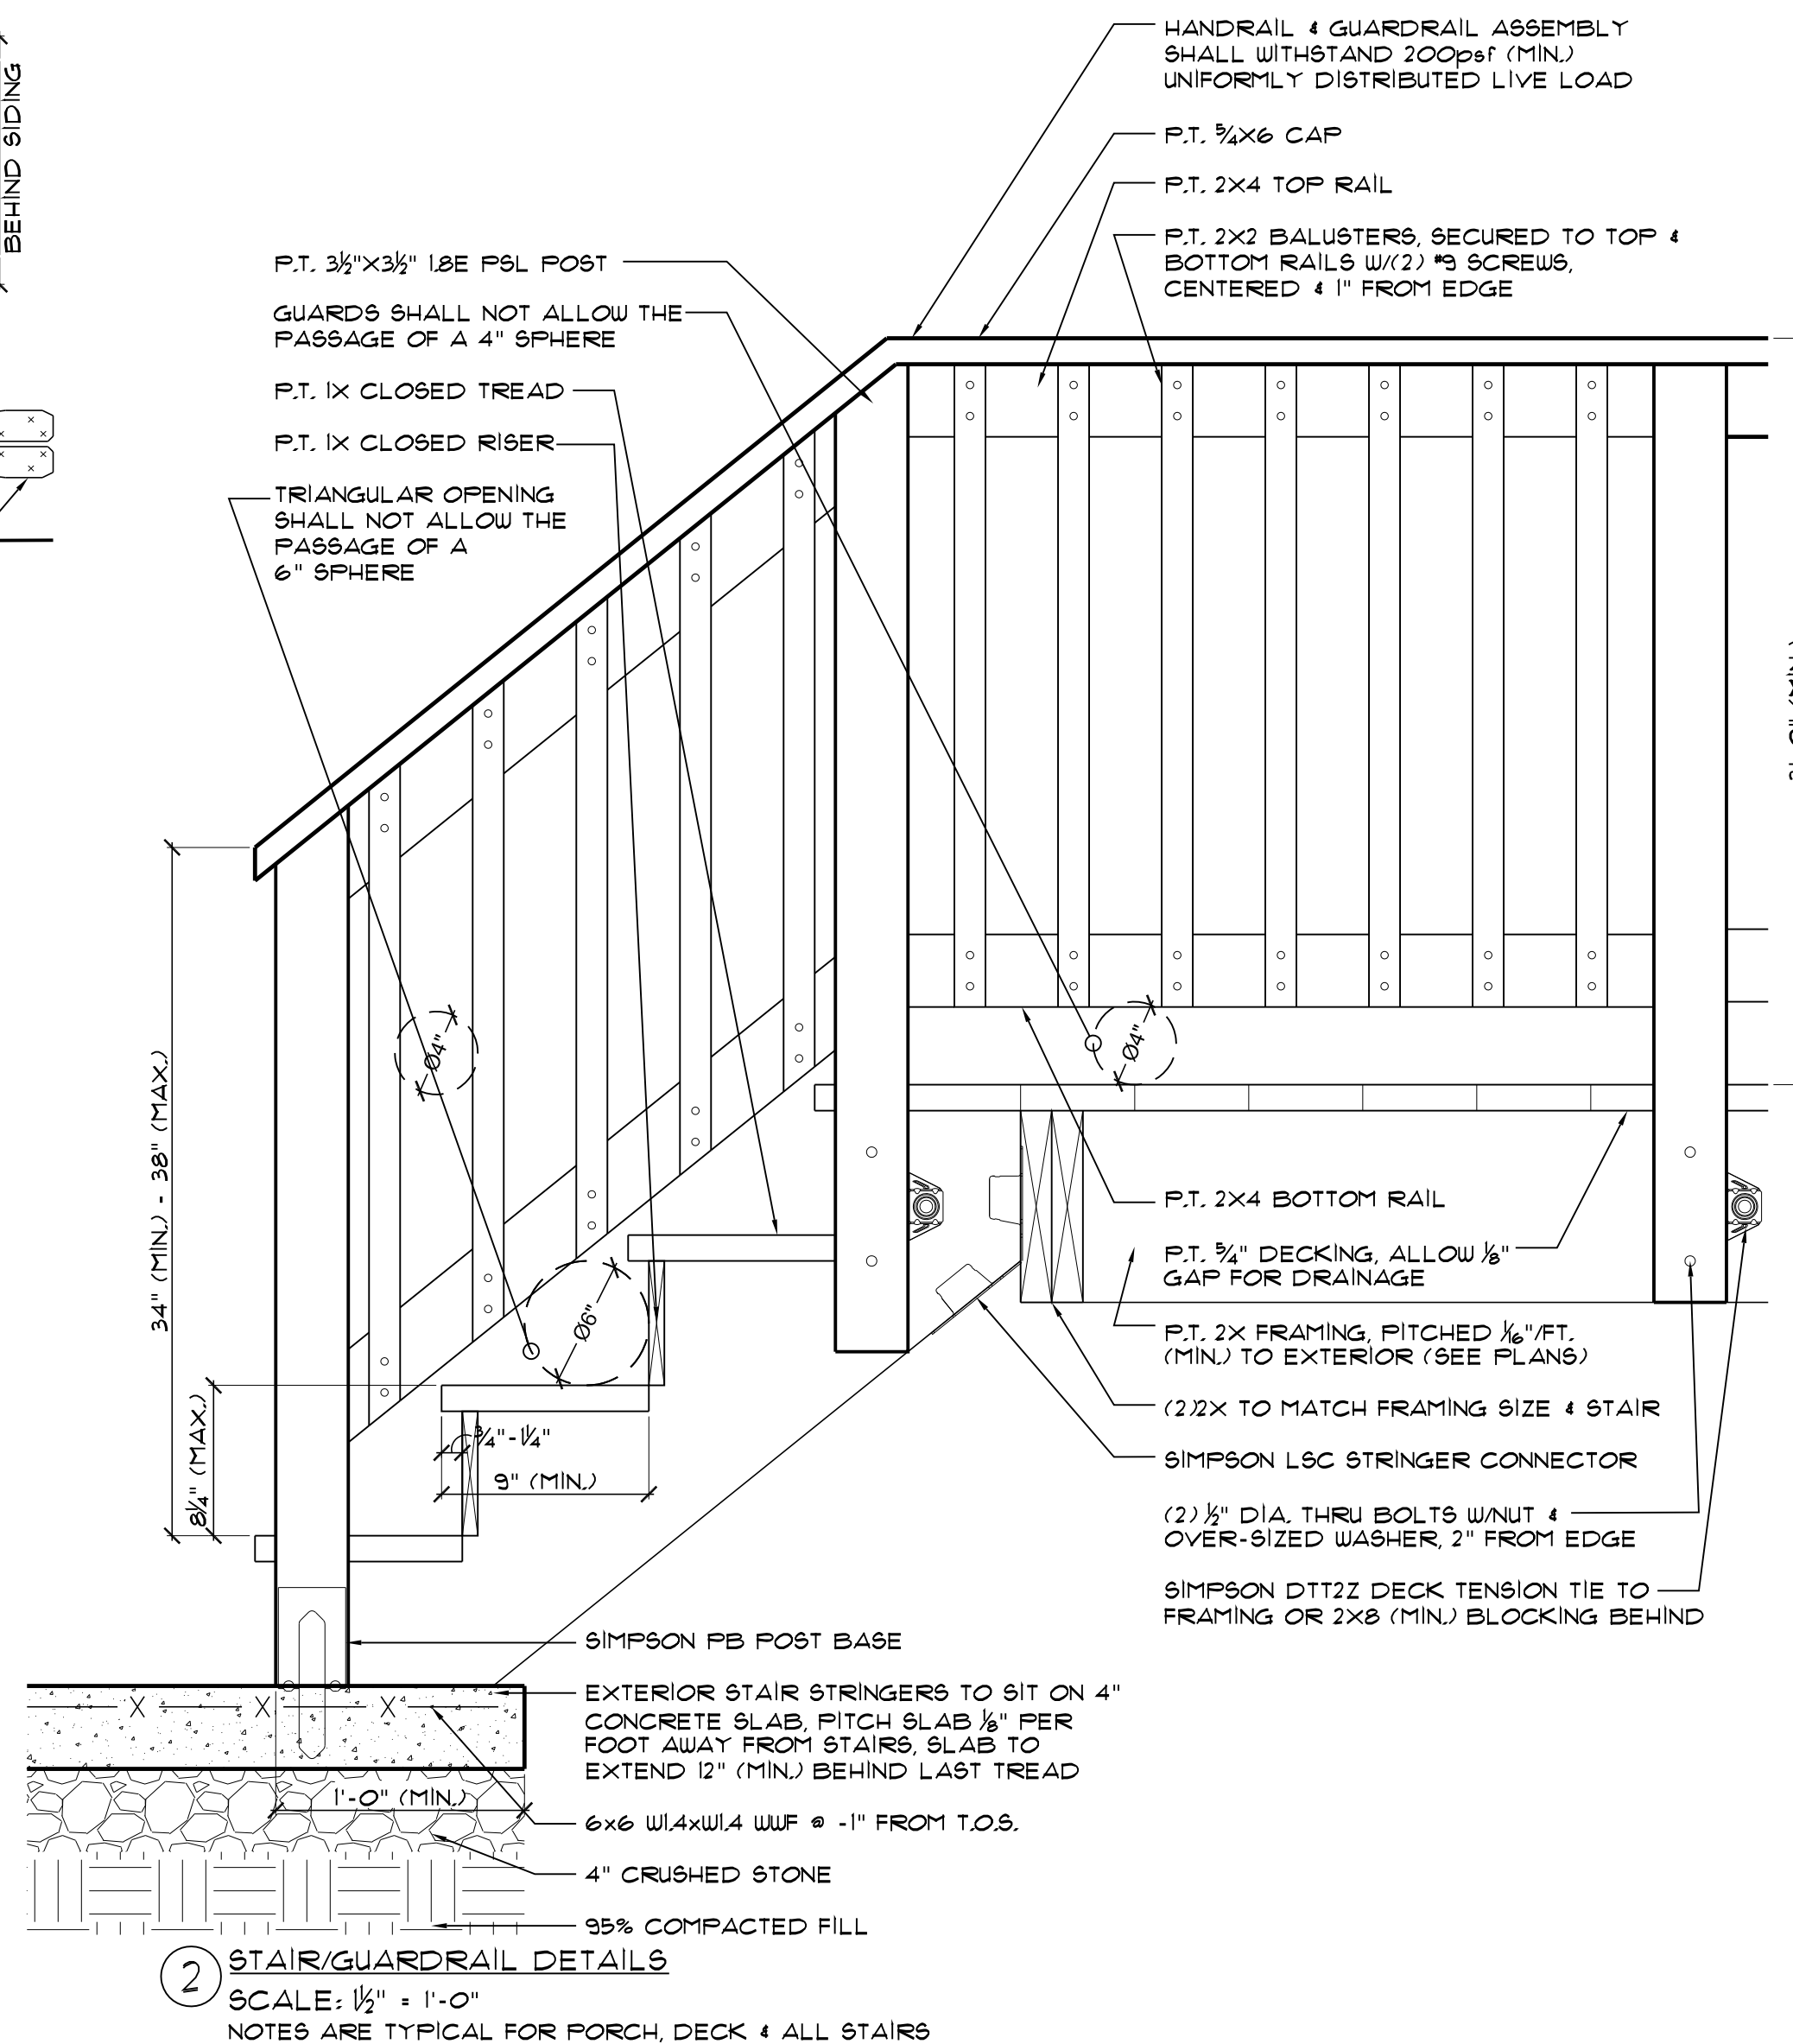 BEHIND SIDING
HANDRAIL & GUARDRAIL ASSEMBLY
SHALL WITHSTAND 200psf (MIN.)
UNIFORMLY DISTRIBUTED LIVE LOAD
P.T. 5/4X6 CAP
P.T. 2X4 TOP RAIL
P.T. 2X2 BALUSTERS, SECURED TO TOP &
BOTTOM RAILS W/(2) #9 SCREWS,
CENTERED & 1" FROM EDGE
P.T. 3½"X3½" 1.8E PSL POST
GUARDS SHALL NOT ALLOW THE
PASSAGE OF A 4" SPHERE
P.T. 1X CLOSED TREAD
P.T. 1X CLOSED RISER
TRIANGULAR OPENING
SHALL NOT ALLOW THE
PASSAGE OF A
6" SPHERE
34" (MIN.) - 38" (MAX.)
8¼" (MAX.)
Ø4"
Ø4"
Ø6"
¾"-1¼"
9" (MIN.)
(MIN.)
P.T. 2X4 BOTTOM RAIL
P.T. 5/4" DECKING, ALLOW ⅛"
GAP FOR DRAINAGE
P.T. 2X FRAMING, PITCHED 1/16"/FT.
(MIN.) TO EXTERIOR (SEE PLANS)
(2)2X TO MATCH FRAMING SIZE & STAIR
SIMPSON LSC STRINGER CONNECTOR
(2) ½" DIA. THRU BOLTS W/NUT &
OVER-SIZED WASHER, 2" FROM EDGE
SIMPSON DTT2Z DECK TENSION TIE TO
FRAMING OR 2X8 (MIN.) BLOCKING BEHIND
SIMPSON PB POST BASE
EXTERIOR STAIR STRINGERS TO SIT ON 4"
CONCRETE SLAB, PITCH SLAB ⅛" PER
FOOT AWAY FROM STAIRS, SLAB TO
EXTEND 12" (MIN.) BEHIND LAST TREAD
1'-0" (MIN.)
6x6 W1.4xW1.4 WWF @ -1" FROM T.O.S.
4" CRUSHED STONE
95% COMPACTED FILL
2 STAIR/GUARDRAIL DETAILS
SCALE: 1½" = 1'-0"
NOTES ARE TYPICAL FOR PORCH, DECK & ALL STAIRS